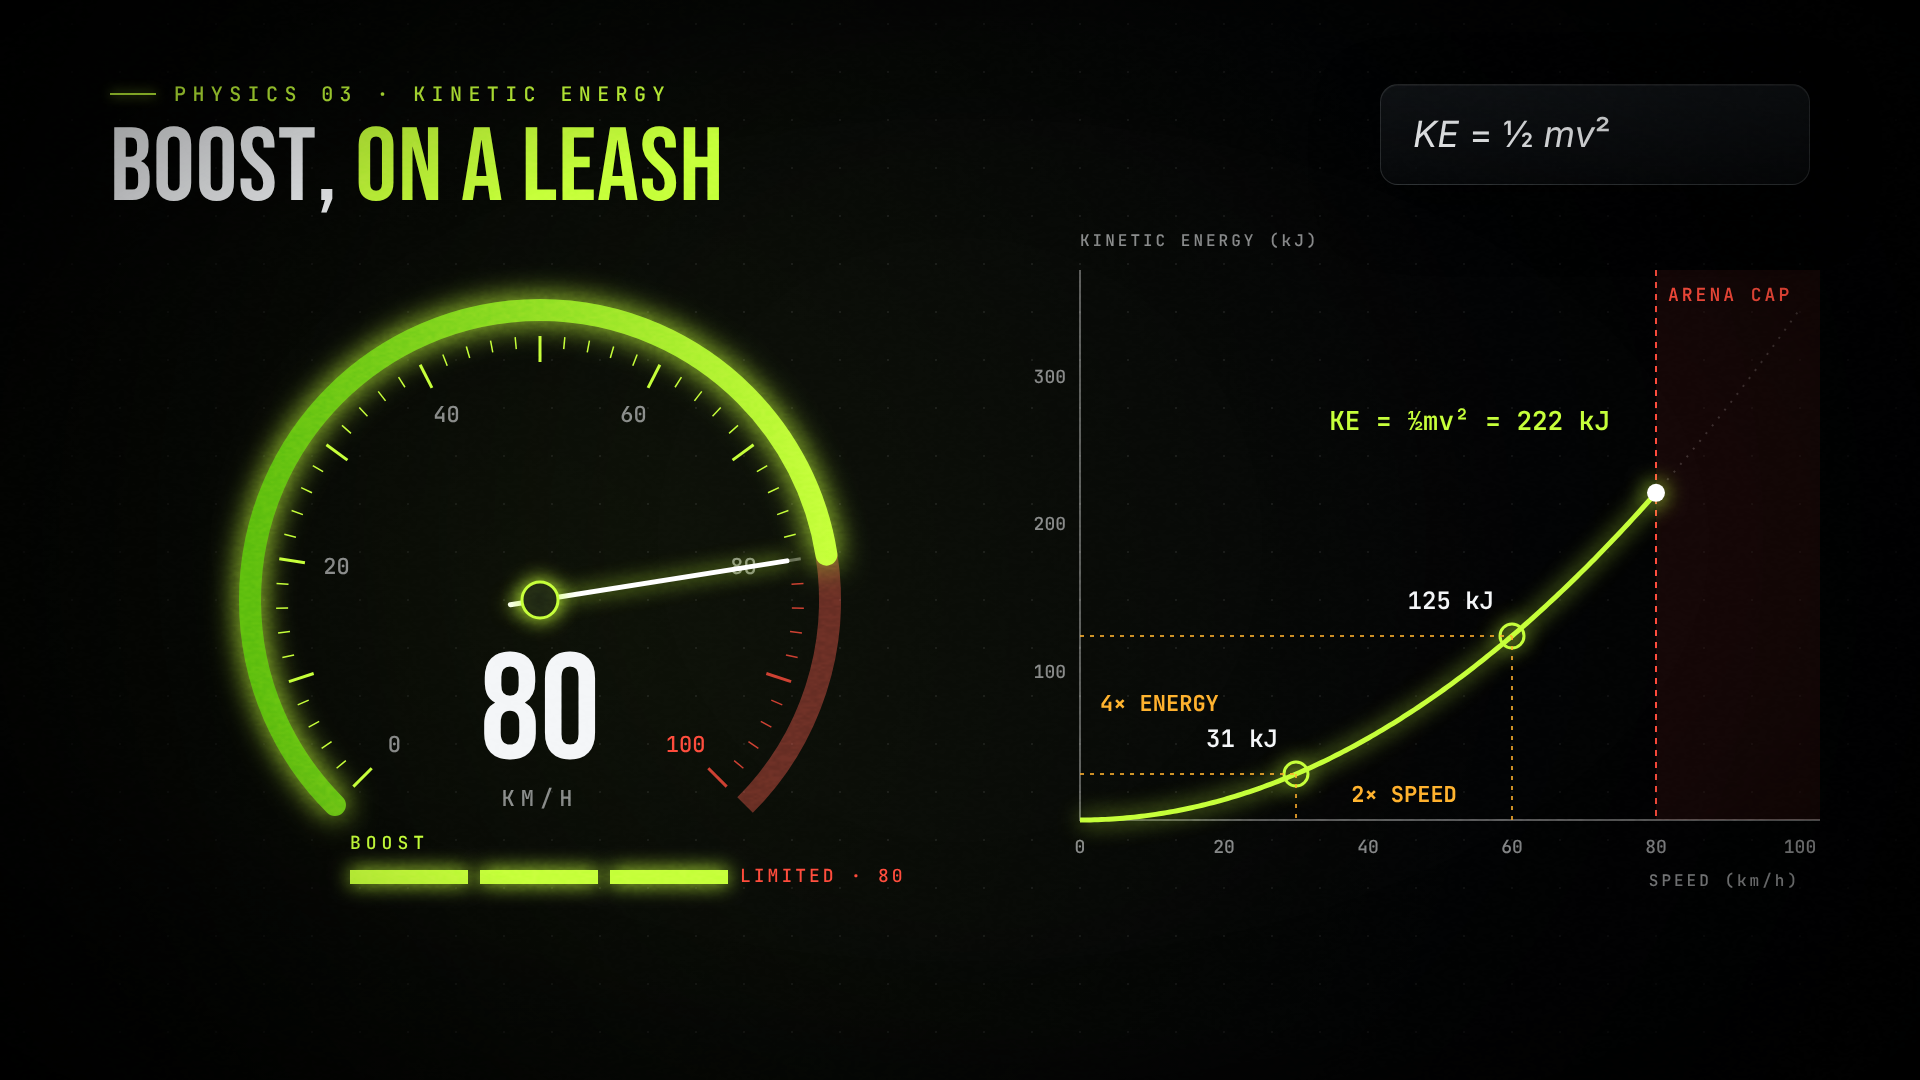 PHYSICS 03 · KINETIC ENERGY
BOOST, ON A LEASH
KE = ½ mv²
40
60
20
80
0
100
80
KM/H
BOOST
LIMITED · 80
KINETIC ENERGY (kJ)
ARENA CAP
300
KE = ½mv² = 222 kJ
200
125 kJ
100
4× ENERGY
31 kJ
2× SPEED
0
20
40
60
80
100
SPEED (km/h)